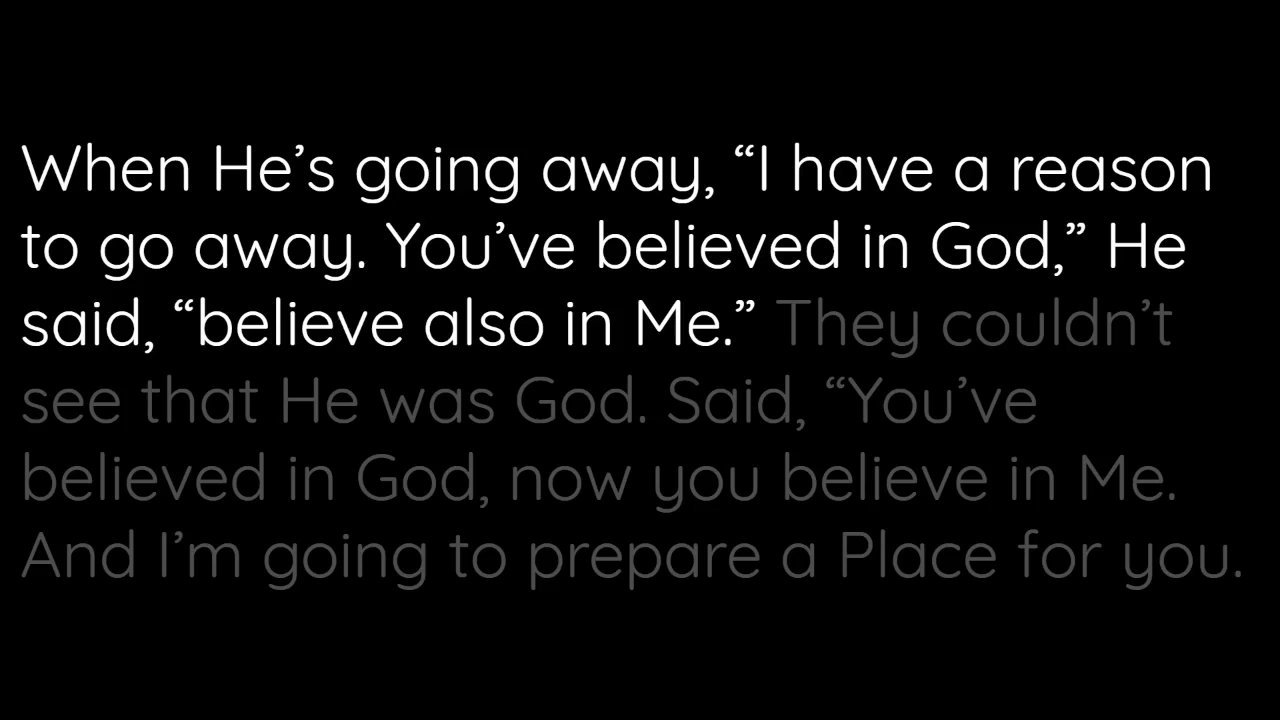 When He’s going away, “I have a reason
to go away. You’ve believed in God,” He
said, “believe also in Me.” They couldn’t
see that He was God. Said, “You’ve
believed in God, now you believe in Me.
And I’m going to prepare a Place for you.